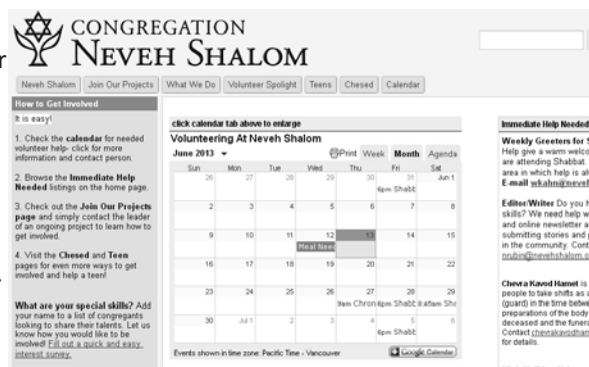 CONGREGATION
NEVEH SHALOM
Neveh Shalom Join Our Projects What We Do Volunteer Spolight Teens Chesed Calendar
How to Get Involved
It is easy!
1. Check the calendar for needed
volunteer help- click for more
information and contact person.
2. Browse the Immediate Help
Needed listings on the home page.
3. Check out the Join Our Projects
page and simply contact the leader
of an ongoing project to learn how to
get involved.
4. Visit the Chesed and Teen
pages for even more ways to get
involved and help a teen!
What are your special skills? Add
your name to a list of congregants
looking to share their talents. Let us
know how you would like to be
involved! Fill out a quick and easy
interest survey.
click calendar tab above to enlarge
Volunteering At Neveh Shalom
June 2013 Print Week Month Agenda
Sun Mon Tue Wed Thu Fri Sat
26 27 28 29 30 31 Jun 1
6pm Shabb
2 3 4 5 6 7 8
9 10 11 12 13 14 15
Meal Need
16 17 18 19 20 21 22
23 24 25 26 27 28 29
9am Chron 6pm Shabb 8:45am Sha
30 Jul 1 2 3 4 5 6
6pm Shabb
Events shown in time zone: Pacific Time - Vancouver
Google Calendar
Immediate Help Needed
Weekly Greeters for S
Help give a warm welco
are attending Shabbat.
area in which help is al
E-mail wkahn@neveh
Editor/Writer Do you h
skills? We need help w
and online newsletter a
submitting stories and
in the community. Cont
nrubin@nevehshalom.o
Chevra Kavod Hamet is
people to take shifts as a
(guard) in the time betwe
preparations of the body
deceased and the funera
Contact chevrakavodham
for details.